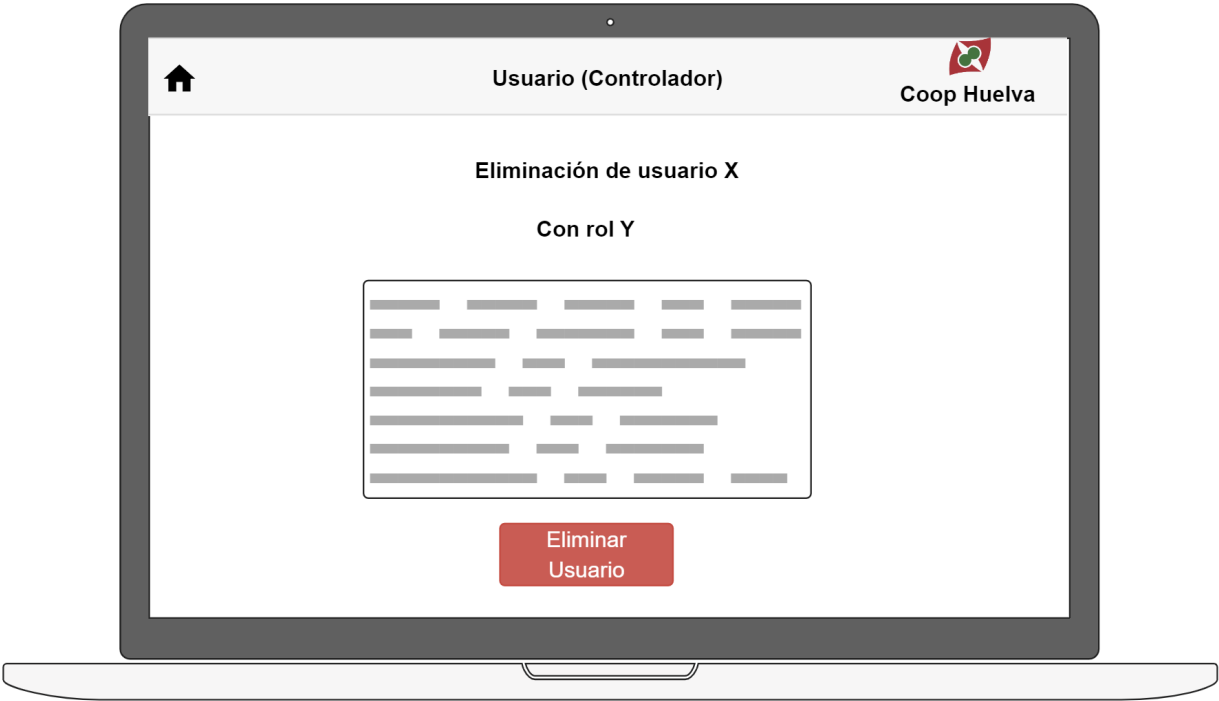 Usuario (Controlador)
Coop Huelva
Eliminación de usuario X
Con rol Y
Eliminar
Usuario